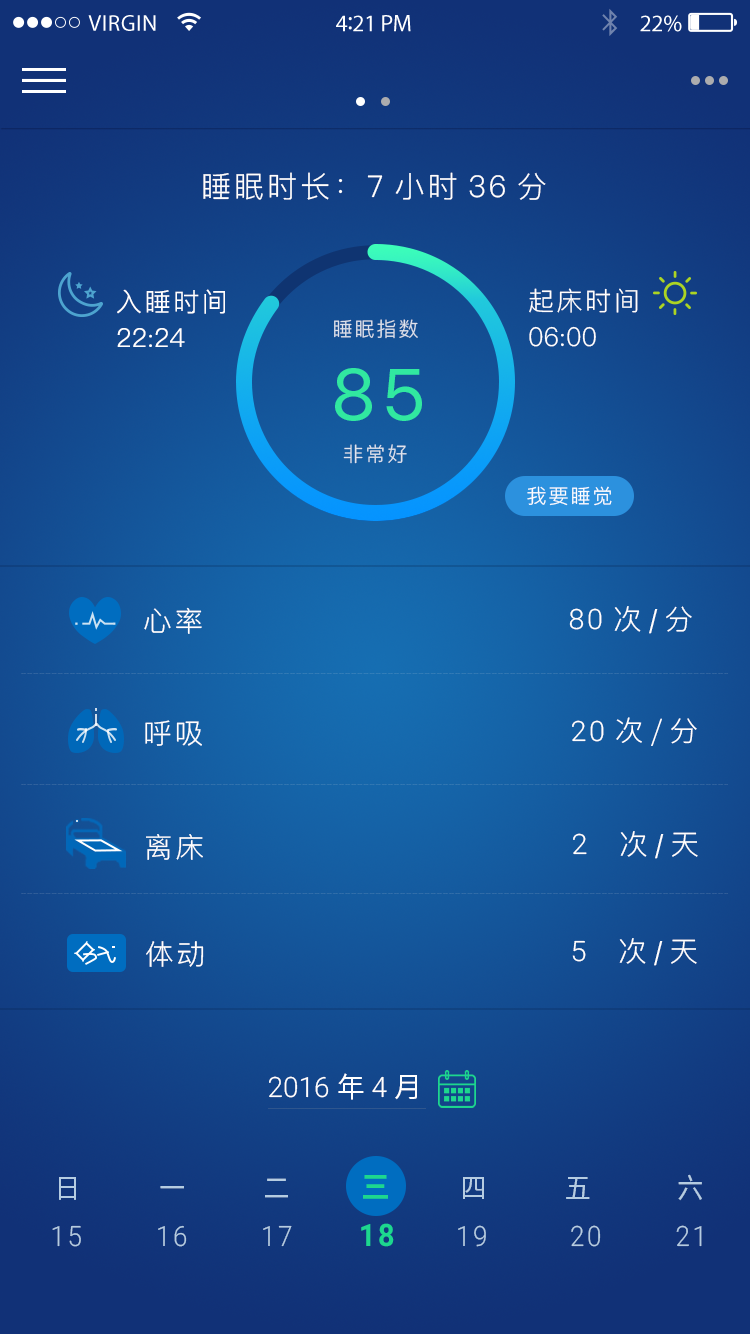 VIRGIN 4:21 PM 22%
睡眠时长：7 小时 36 分
入睡时间
22:24
起床时间
06:00
睡眠指数
85
非常好
我要睡觉
心率 80 次 / 分
呼吸 20 次 / 分
离床 2 次 / 天
体动 5 次 / 天
2016 年 4 月
日 一 二 三 四 五 六
15 16 17 18 19 20 21